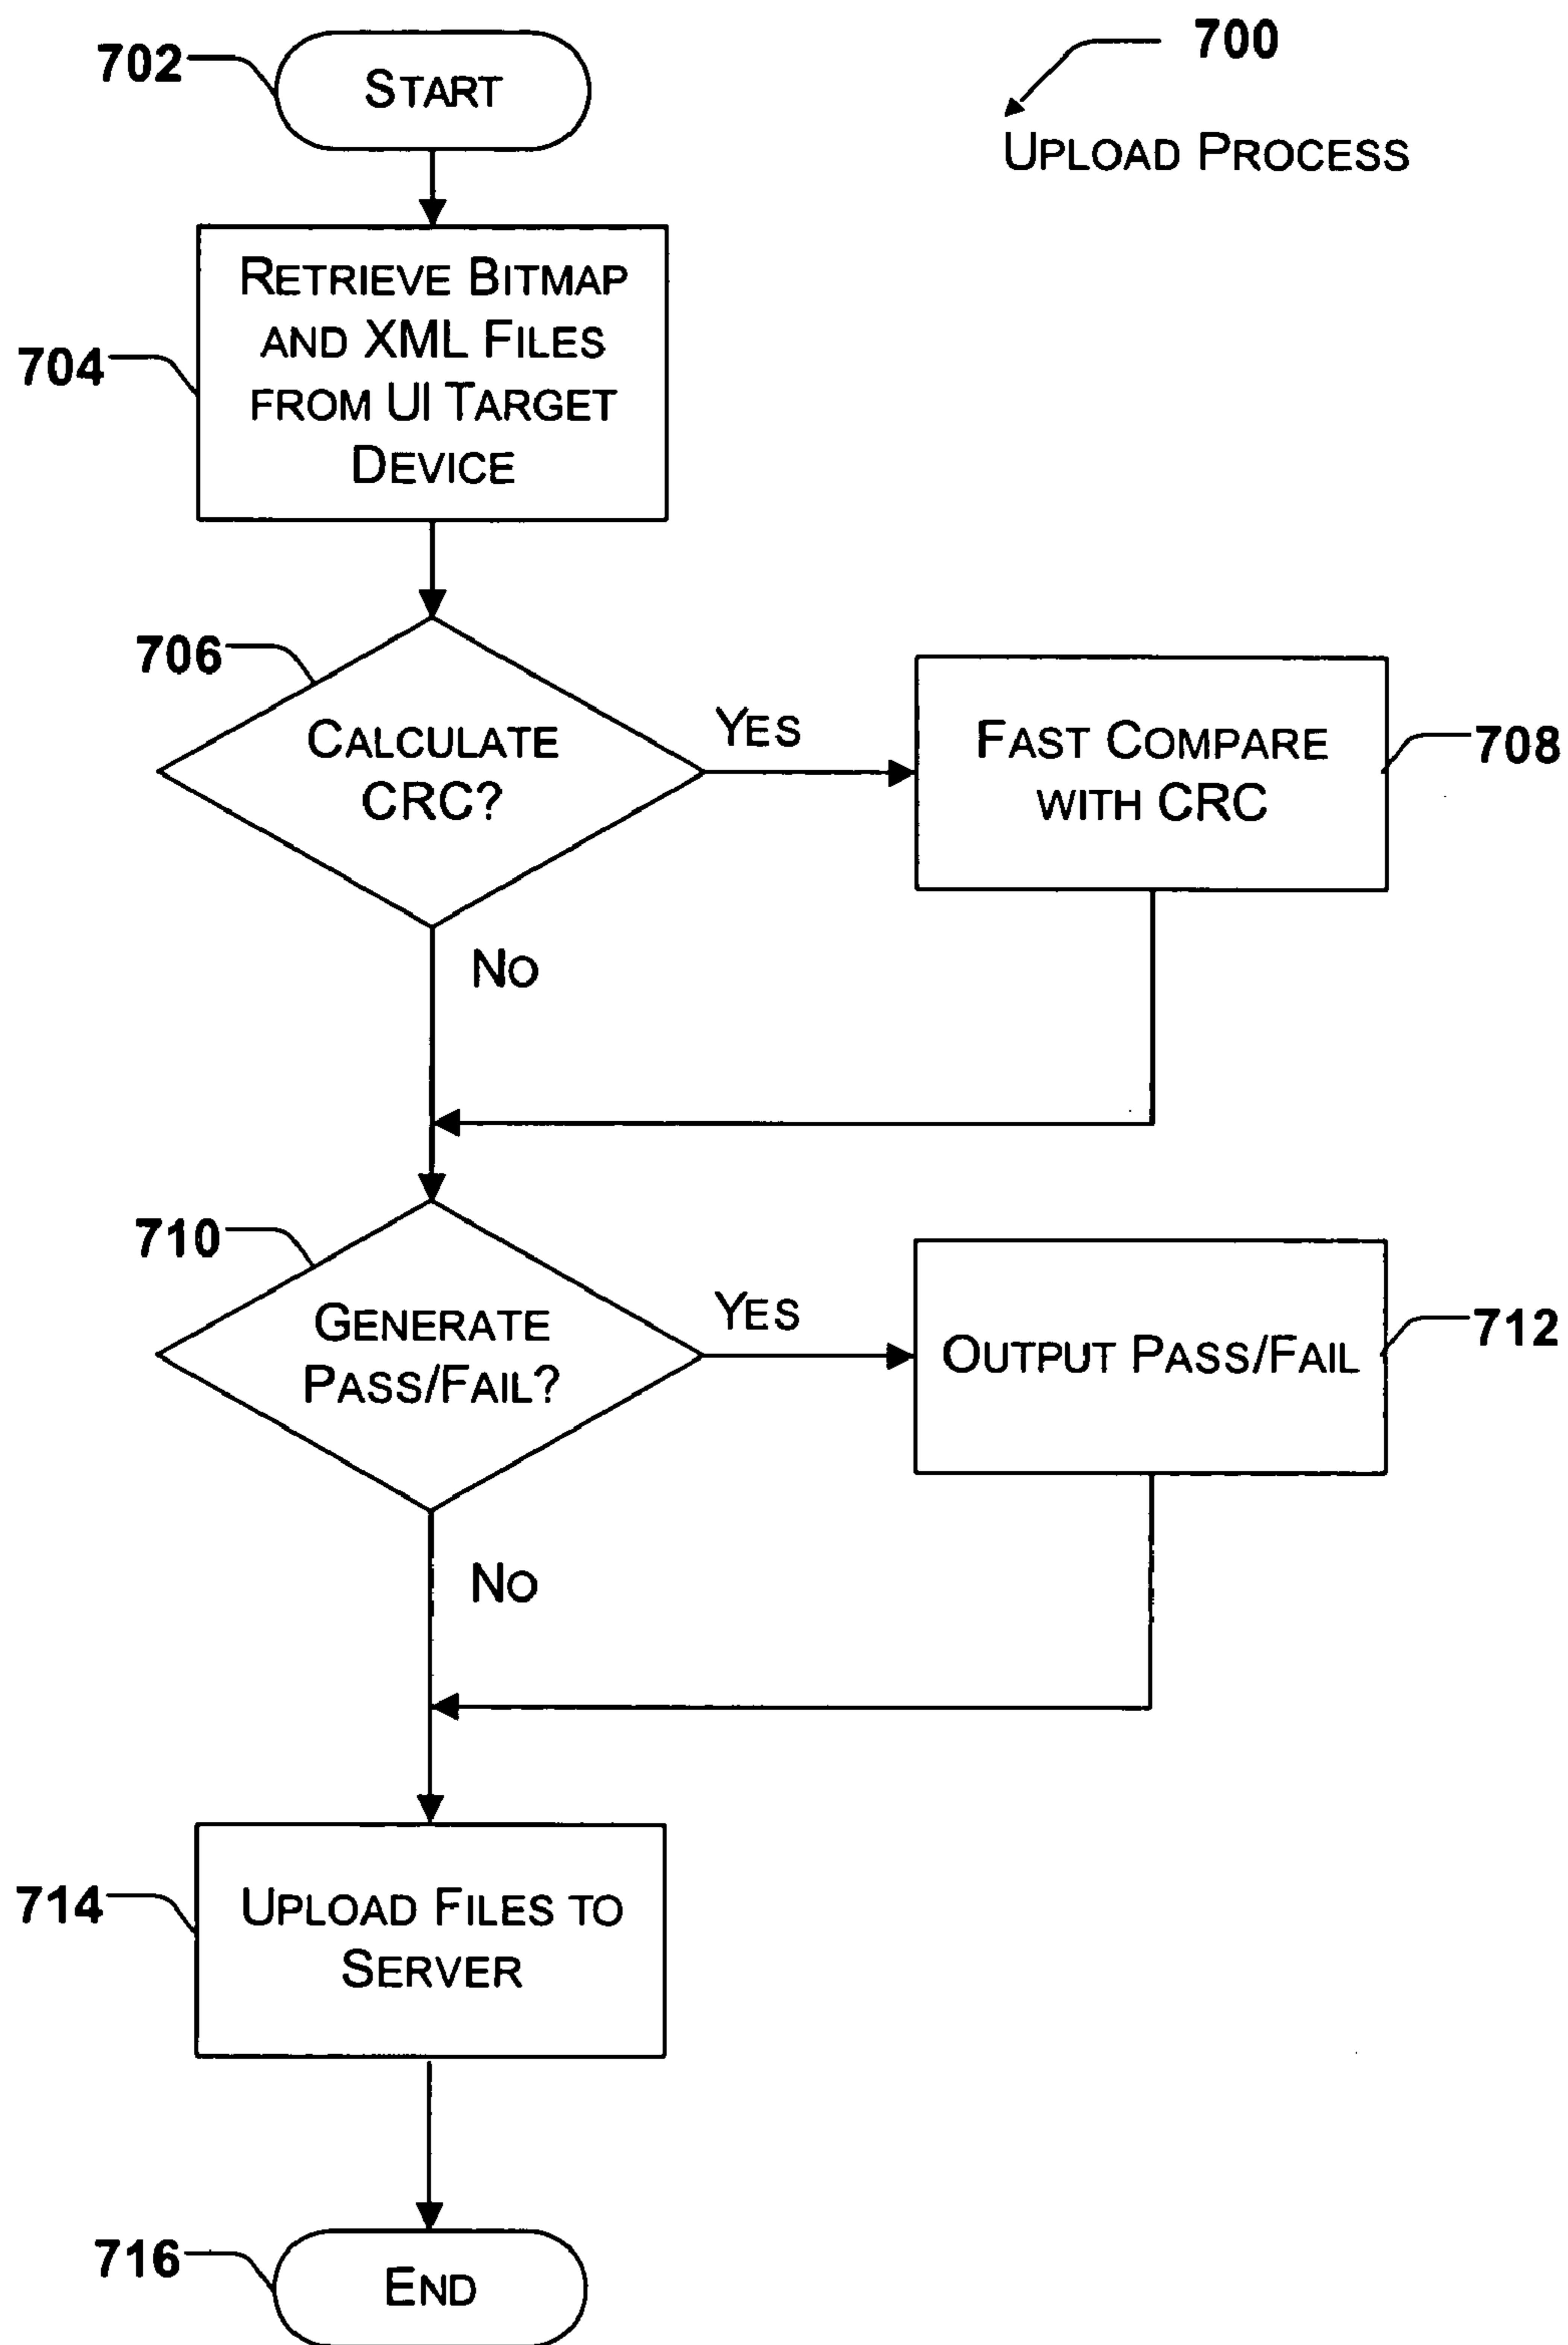 702
START
700
UPLOAD PROCESS
704
RETRIEVE BITMAP
AND XML FILES
FROM UI TARGET
DEVICE
706
CALCULATE
CRC?
YES
FAST COMPARE
WITH CRC
708
NO
710
GENERATE
PASS/FAIL?
YES
OUTPUT PASS/FAIL
712
NO
714
UPLOAD FILES TO
SERVER
716
END